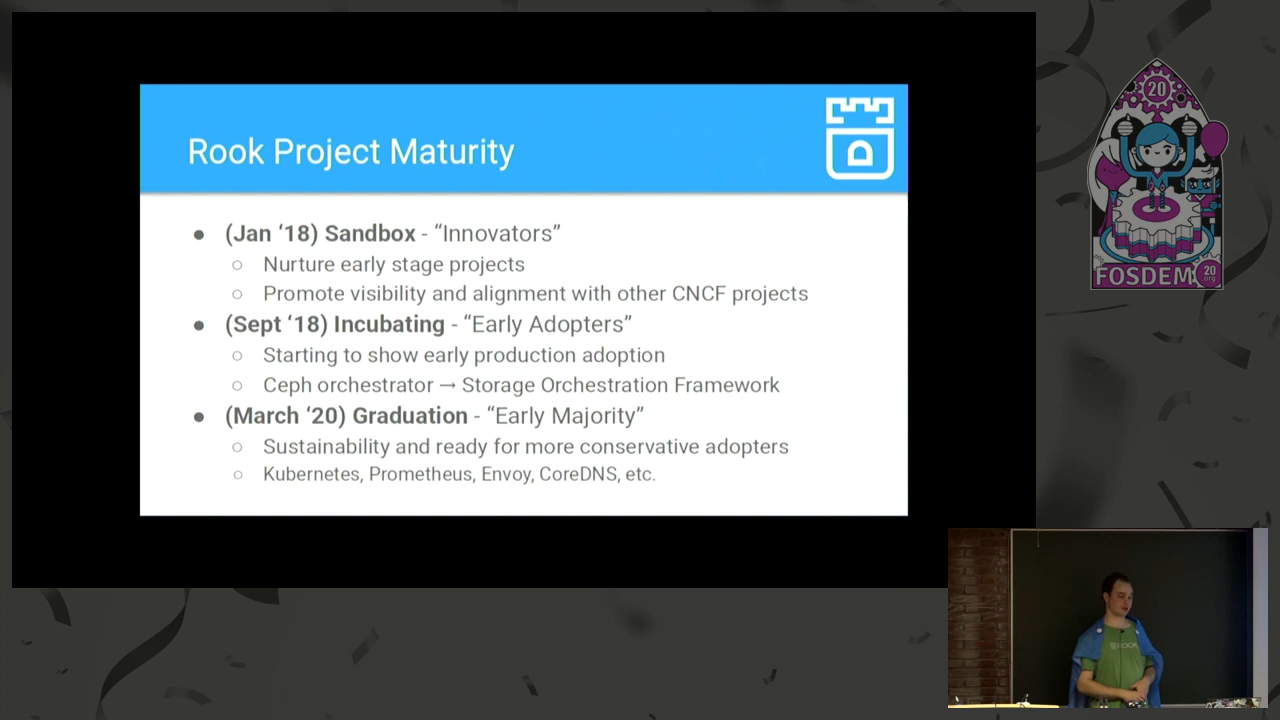 Rook Project Maturity
● (Jan ‘18) Sandbox - “Innovators”
○ Nurture early stage projects
○ Promote visibility and alignment with other CNCF projects
● (Sept ‘18) Incubating - “Early Adopters”
○ Starting to show early production adoption
○ Ceph orchestrator → Storage Orchestration Framework
● (March ‘20) Graduation - “Early Majority”
○ Sustainability and ready for more conservative adopters
○ Kubernetes, Prometheus, Envoy, CoreDNS, etc.
20
FOSDEM
20
.org
ROOK